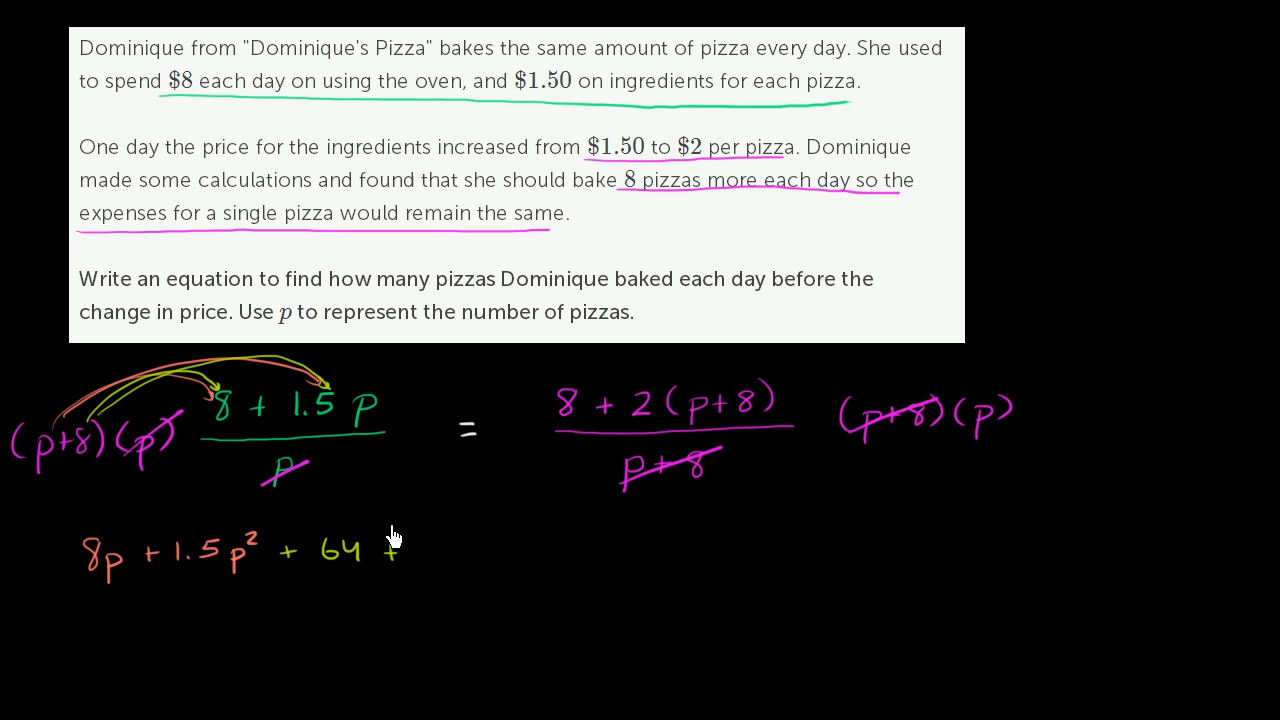 Dominique from "Dominique's Pizza" bakes the same amount of pizza every day. She used
to spend $8 each day on using the oven, and $1.50 on ingredients for each pizza.
One day the price for the ingredients increased from $1.50 to $2 per pizza. Dominique
made some calculations and found that she should bake 8 pizzas more each day so the
expenses for a single pizza would remain the same.
Write an equation to find how many pizzas Dominique baked each day before the
change in price. Use p to represent the number of pizzas.
(p+8)(p) 8 + 1.5 p / p = 8 + 2(p+8) / p+8 (p+8)(p)
8p + 1.5p² + 64 +